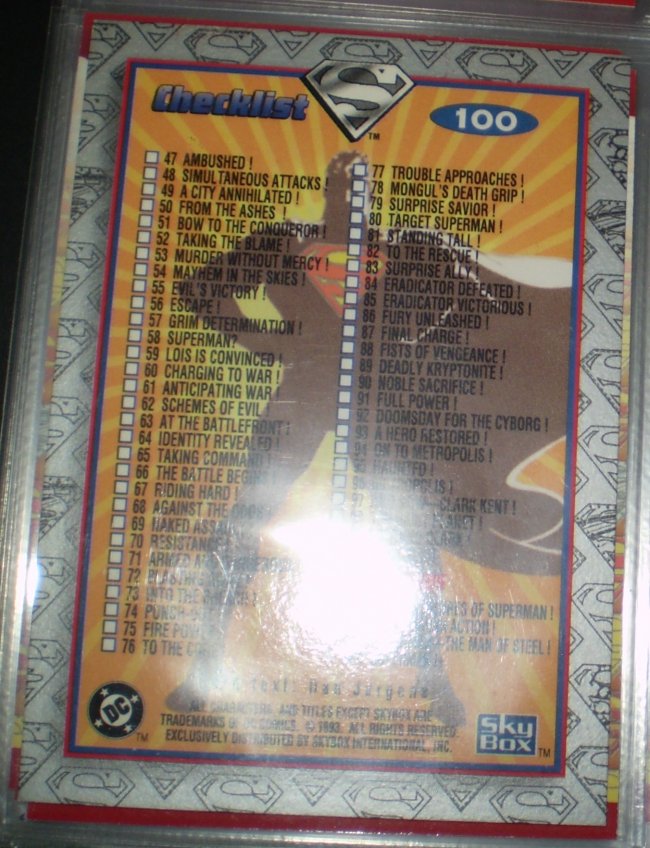 Checklist
100
TM
47 AMBUSHED !
48 SIMULTANEOUS ATTACKS !
49 A CITY ANNIHILATED !
50 FROM THE ASHES !
51 BOW TO THE CONQUEROR !
52 TAKING THE BLAME !
53 MURDER WITHOUT MERCY !
54 MAYHEM IN THE SKIES !
55 EVIL'S VICTORY !
56 ESCAPE !
57 GRIM DETERMINATION !
58 SUPERMAN?
59 LOIS IS CONVINCED !
60 CHARGING TO WAR !
61 ANTICIPATING WAR !
62 SCHEMES OF EVIL !
63 AT THE BATTLEFRONT !
64 IDENTITY REVEALED !
65 TAKING COMMAND !
66 THE BATTLE BEGINS !
67 RIDING HARD !
68 AGAINST THE ODDS !
69 NAKED
70 RESISTANCE
71 ARMED
72 BLASTING
73 INTO THE
74 PUNCH
75 FIRE
76 TO THE
77 TROUBLE APPROACHES !
78 MONGUL'S DEATH GRIP !
79 SURPRISE SAVIOR !
80 TARGET SUPERMAN !
81 STANDING TALL !
82 TO THE RESCUE !
83 SURPRISE ALLY !
84 ERADICATOR DEFEATED !
85 ERADICATOR VICTORIOUS !
86 FURY UNLEASHED !
87 FINAL CHARGE !
88 FISTS OF VENGEANCE !
89 DEADLY KRYPTONITE !
90 NOBLE SACRIFICE !
91 FULL POWER !
92 DOOMSDAY FOR THE CYBORG !
93 A HERO RESTORED !
94 ON TO METROPOLIS !
95 HAUNTED !
96
97 CLARK KENT !
OF SUPERMAN !
ACTION !
THE MAN OF STEEL !
Text: Dan Jurgens
ALL CHARACTERS AND TITLES EXCEPT SKYBOX ARE
TRADEMARKS OF DC COMICS. © 1993. ALL RIGHTS RESERVED.
EXCLUSIVELY DISTRIBUTED BY SKYBOX INTERNATIONAL, INC.
DC
TM
Sky
BOX
TM